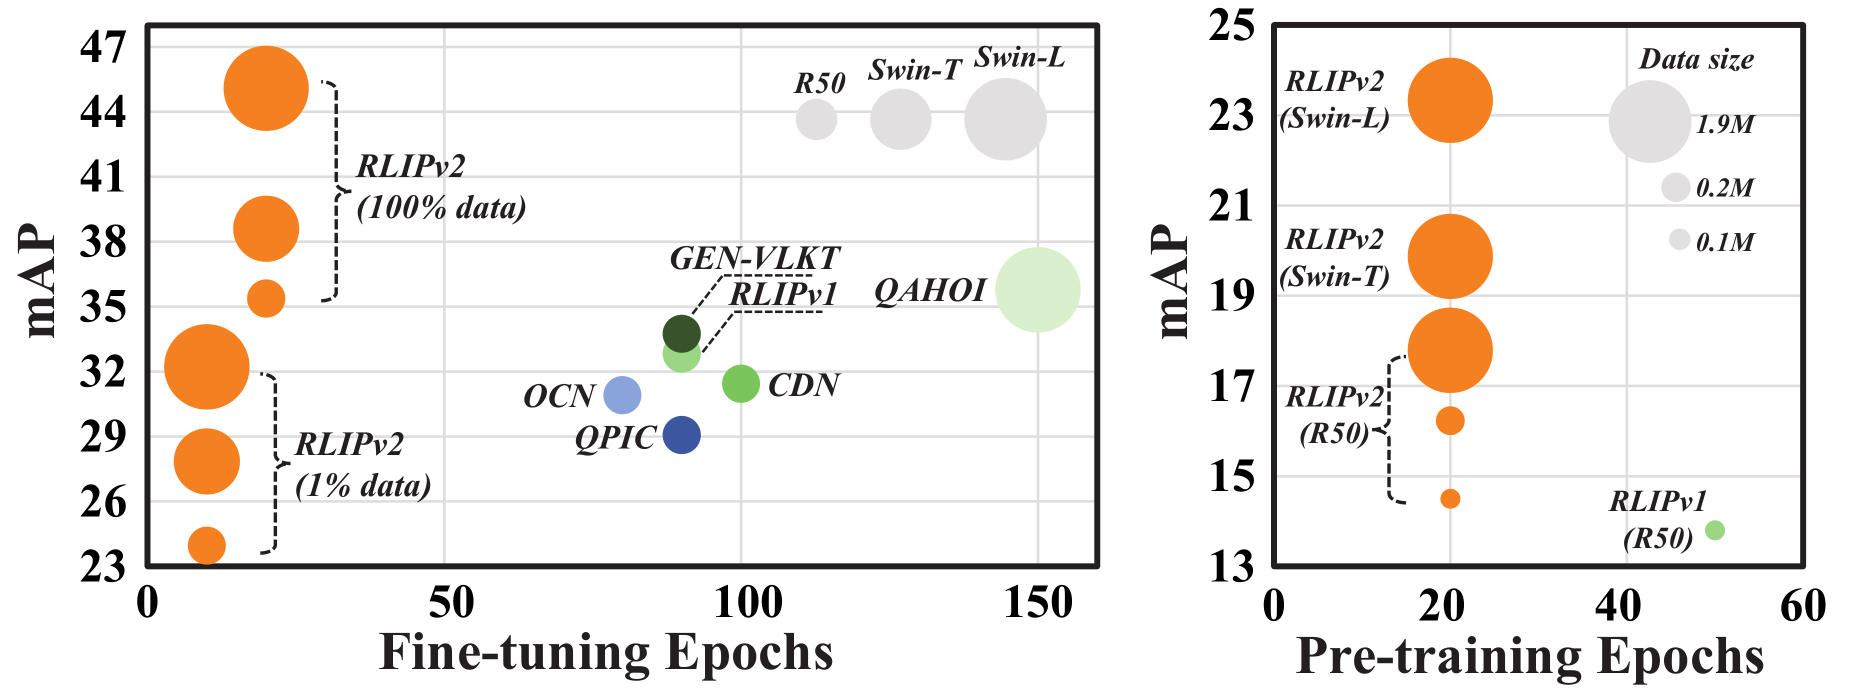 47
44
41
38
35
32
29
26
23
mAP
0
50
100
150
Fine-tuning Epochs
R50
Swin-T
Swin-L
RLIPv2
(100% data)
GEN-VLKT
RLIPv1
QAHOI
OCN
CDN
QPIC
RLIPv2
(1% data)
25
23
21
19
17
15
13
mAP
0
20
40
60
Pre-training Epochs
Data size
1.9M
0.2M
0.1M
RLIPv2
(Swin-L)
RLIPv2
(Swin-T)
RLIPv2
(R50)
RLIPv1
(R50)